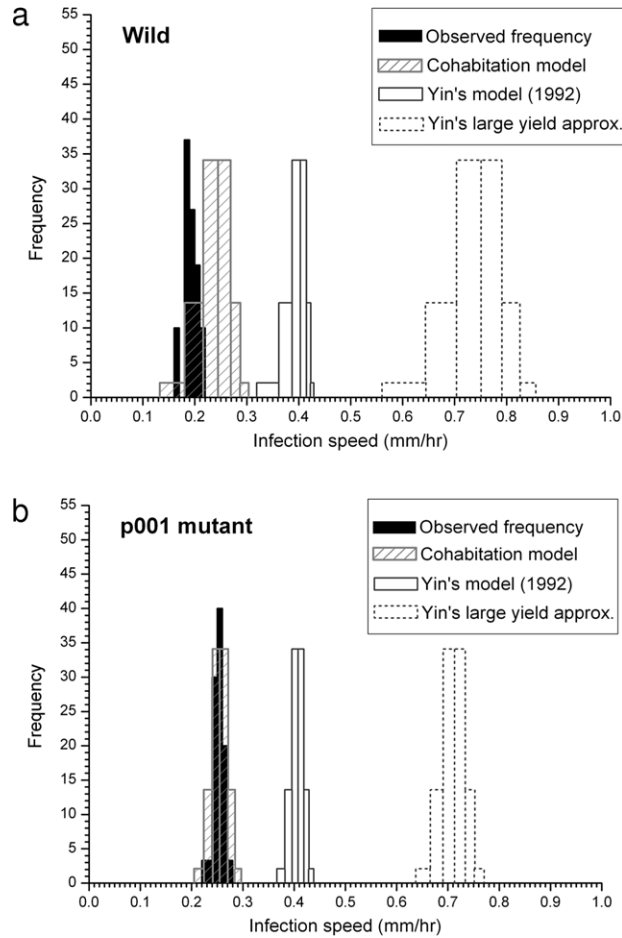 a
Wild
Observed frequency
Cohabitation model
Yin's model (1992)
Yin's large yield approx.
Frequency
55
50
45
40
35
30
25
20
15
10
5
0
0.0 0.1 0.2 0.3 0.4 0.5 0.6 0.7 0.8 0.9 1.0
Infection speed (mm/hr)
b
p001 mutant
Observed frequency
Cohabitation model
Yin's model (1992)
Yin's large yield approx.
Frequency
55
50
45
40
35
30
25
20
15
10
5
0
0.0 0.1 0.2 0.3 0.4 0.5 0.6 0.7 0.8 0.9 1.0
Infection speed (mm/hr)